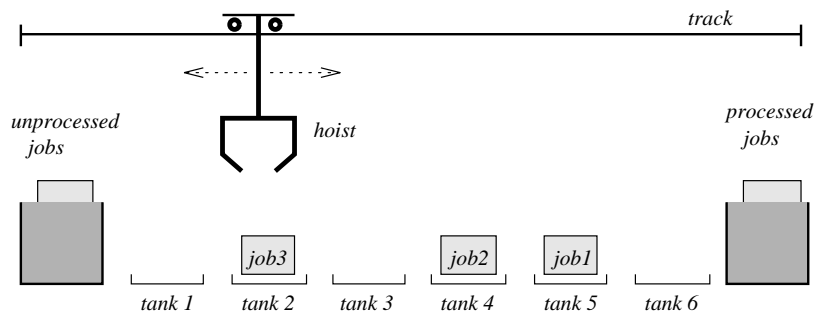 track
unprocessed
jobs
hoist
processed
jobs
job3
job2
job1
tank 1
tank 2
tank 3
tank 4
tank 5
tank 6